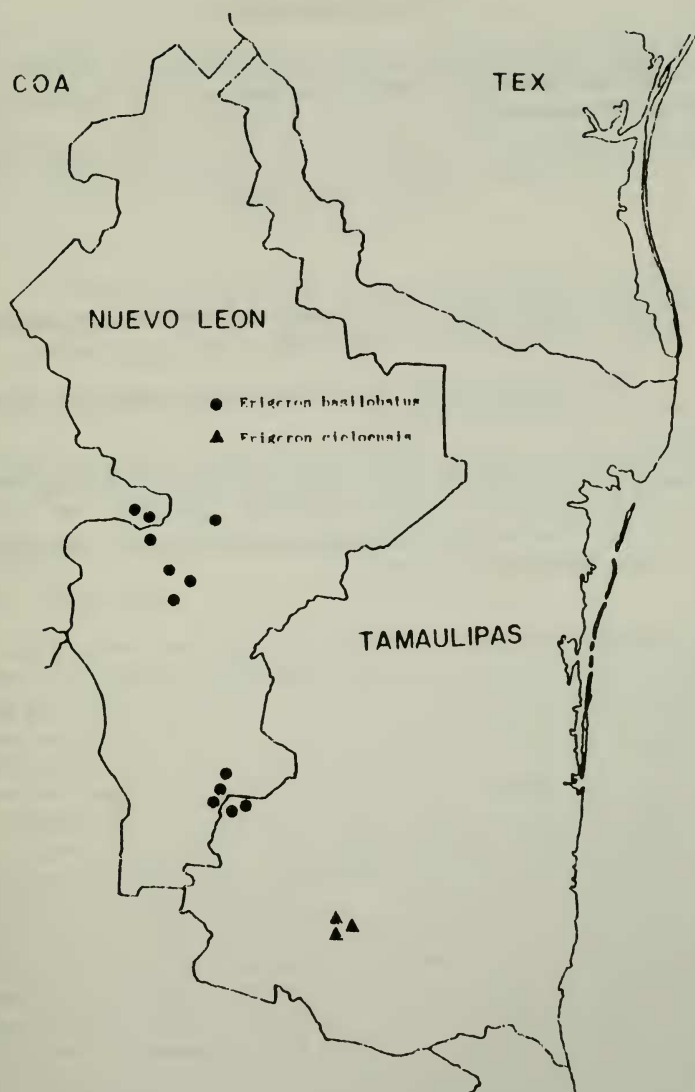 COA
TEX
NUEVO LEON
● Erigeron basilobatus
▲ Erigeron cieloensis
TAMAULIPAS